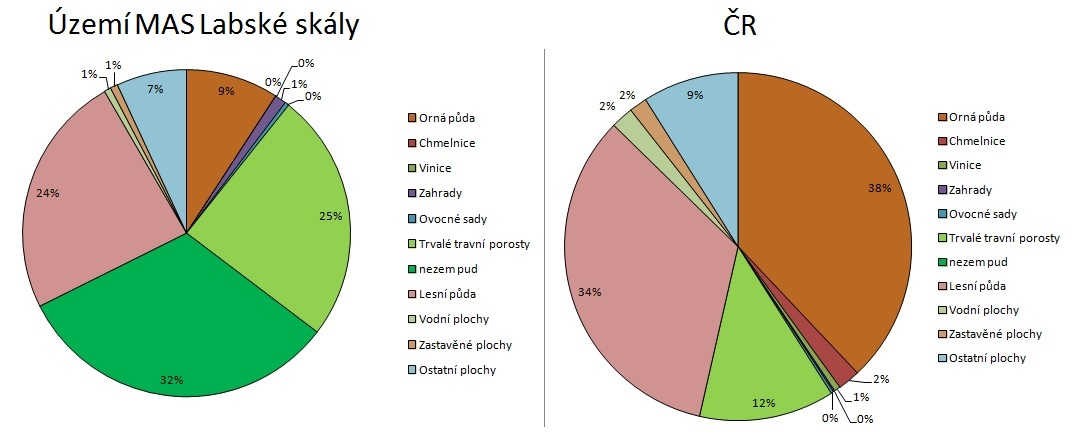 Území MAS Labské skály
9%
0%
0%
1%
0%
25%
32%
24%
1%
1%
7%
Orná půda
Chmelnice
Vinice
Zahrady
Ovocné sady
Trvalé travní porosty
nezem pud
Lesní půda
Vodní plochy
Zastavěné plochy
Ostatní plochy
ČR
38%
2%
1%
0%
0%
12%
34%
2%
2%
9%
Orná půda
Chmelnice
Vinice
Zahrady
Ovocné sady
Trvalé travní porosty
nezem pud
Lesní půda
Vodní plochy
Zastavěné plochy
Ostatní plochy